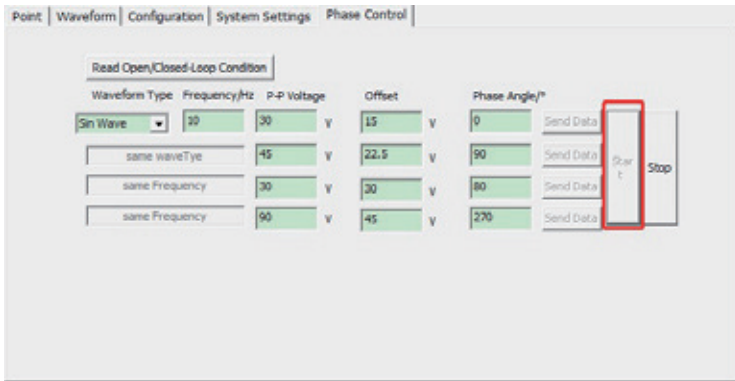 Point Waveform Configuration System Settings Phase Control
Read Open/Closed-Loop Condition
Waveform Type Frequency/Hz P-P Voltage Offset Phase Angle/°
Sin Wave 10 30 V 15 V 0 Send Data
same waveTye 45 V 22.5 V 90 Send Data
Star
t
Stop
same Frequency 30 V 30 V 80 Send Data
same Frequency 90 V 45 V 270 Send Data